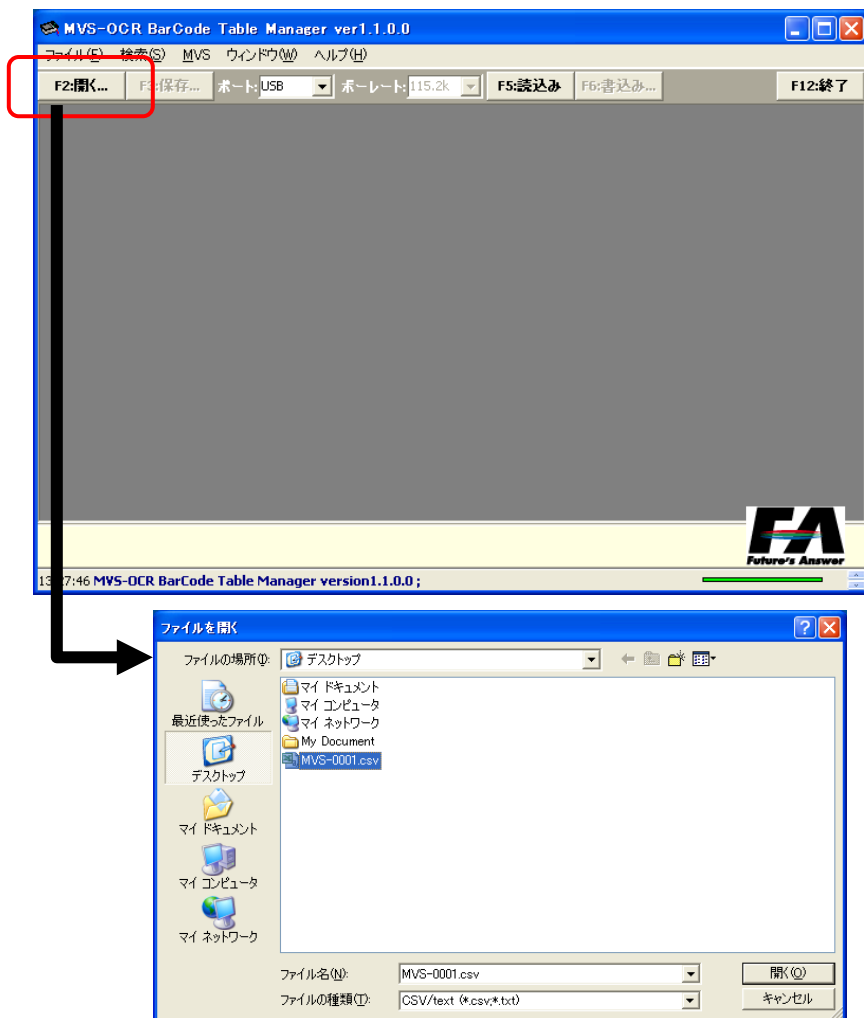 MVS-OCR BarCode Table Manager ver1.1.0.0
ファイル(F) 検索(S) MVS ウィンドウ(W) ヘルプ(H)
F2:開く... F3:保存... ポート: USB ボーレート: 115.2k F5:読込み F6:書込み... F12:終了
FA
Future's Answer
13:27:46 MVS-OCR BarCode Table Manager version1.1.0.0 ;
ファイルを開く
ファイルの場所(I): デスクトップ
最近使ったファイル
デスクトップ
マイ ドキュメント
マイ コンピュータ
マイ ネットワーク
マイ ドキュメント
マイ コンピュータ
マイ ネットワーク
My Document
MVS-0001.csv
ファイル名(N): MVS-0001.csv 開く(O)
ファイルの種類(T): CSV/text (*.csv;*.txt) キャンセル